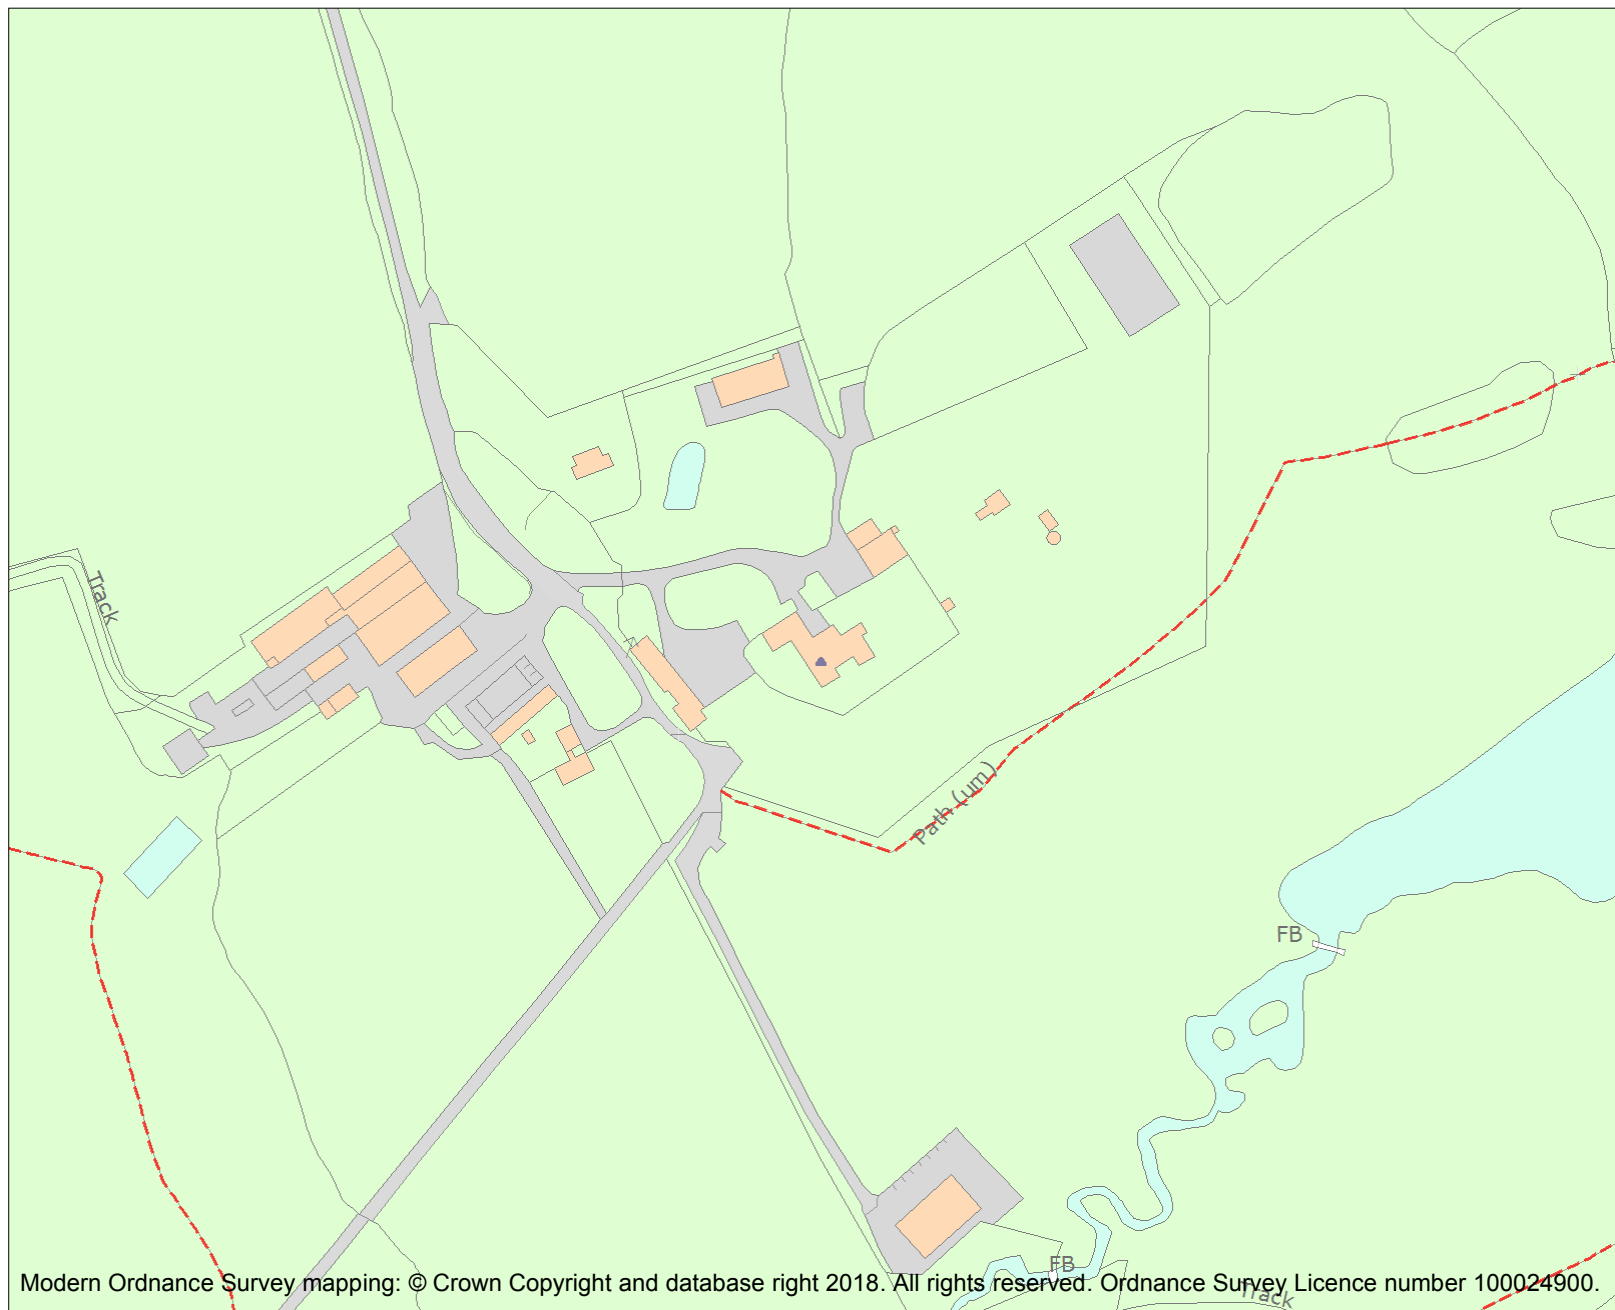 Track
Path (um)
FB
FB
Track
Modern Ordnance Survey mapping: © Crown Copyright and database right 2018. All rights reserved. Ordnance Survey Licence number 100024900.